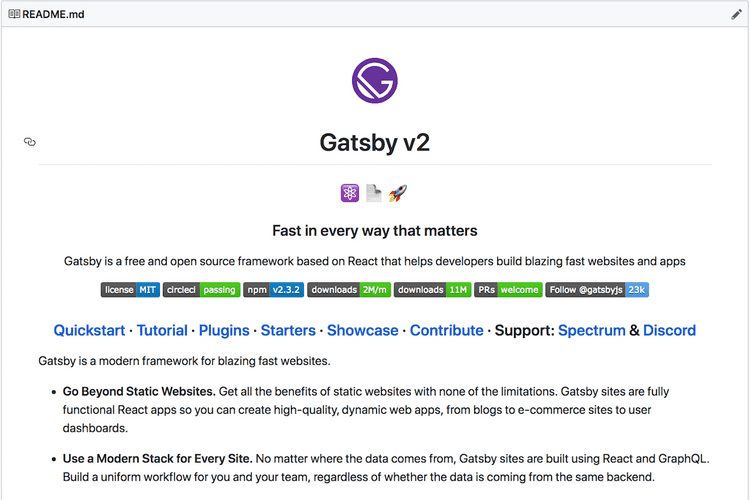 README.md
Gatsby v2
Fast in every way that matters
Gatsby is a free and open source framework based on React that helps developers build blazing fast websites and apps
license MIT circleci passing npm v2.3.2 downloads 2M/m downloads 11M PRs welcome Follow @gatsbyjs 23k
Quickstart · Tutorial · Plugins · Starters · Showcase · Contribute · Support: Spectrum & Discord
Gatsby is a modern framework for blazing fast websites.
• Go Beyond Static Websites. Get all the benefits of static websites with none of the limitations. Gatsby sites are fully
functional React apps so you can create high-quality, dynamic web apps, from blogs to e-commerce sites to user
dashboards.
• Use a Modern Stack for Every Site. No matter where the data comes from, Gatsby sites are built using React and GraphQL.
Build a uniform workflow for you and your team, regardless of whether the data is coming from the same backend.